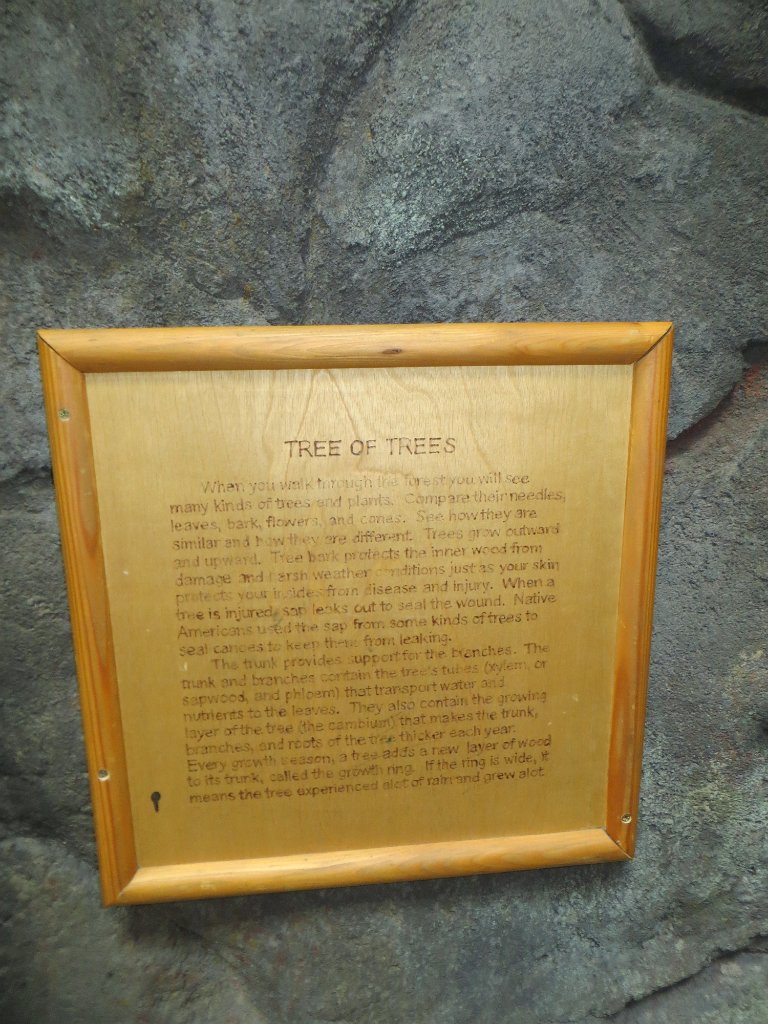 TREE OF TREES
When you walk through the forest you will see
many kinds of trees and plants. Compare their needles,
leaves, bark, flowers, and cones. See how they are
similar and how they are different. Trees grow outward
and upward. Tree bark protects the inner wood from
damage and harsh weather conditions just as your skin
protects your insides from disease and injury. When a
tree is injured, sap leaks out to seal the wound. Native
Americans used the sap from some kinds of trees to
seal canoes to keep them from leaking.
The trunk provides support for the branches. The
trunk and branches contain the tree's tubes (xylem, or
sapwood, and phloem) that transport water and
nutrients to the leaves. They also contain the growing
layer of the tree (the cambium) that makes the trunk,
branches, and roots of the tree thicker each year.
Every growth season, a tree adds a new layer of wood
to its trunk, called the growth ring. If the ring is wide, it
means the tree experienced alot of rain and grew alot.